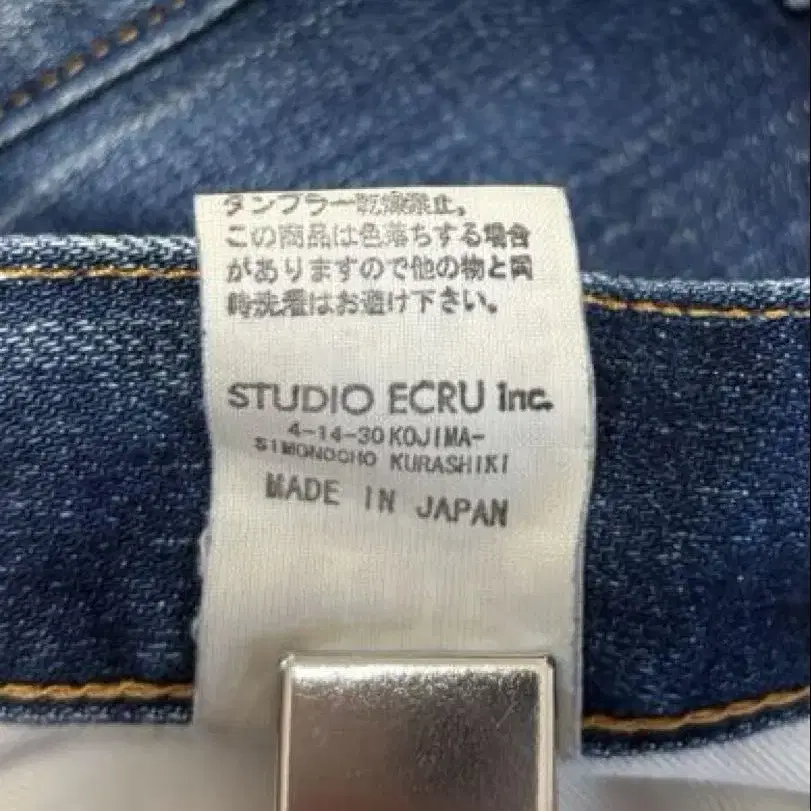 タンブラー乾燥禁止。
この商品は色落ちする場合
がありますので他の物と同
時洗濯はお避け下さい。
STUDIO ECRU inc.
4-14-30 KOJIMA-
SIMONOCHO KURASHIKI
MADE IN JAPAN